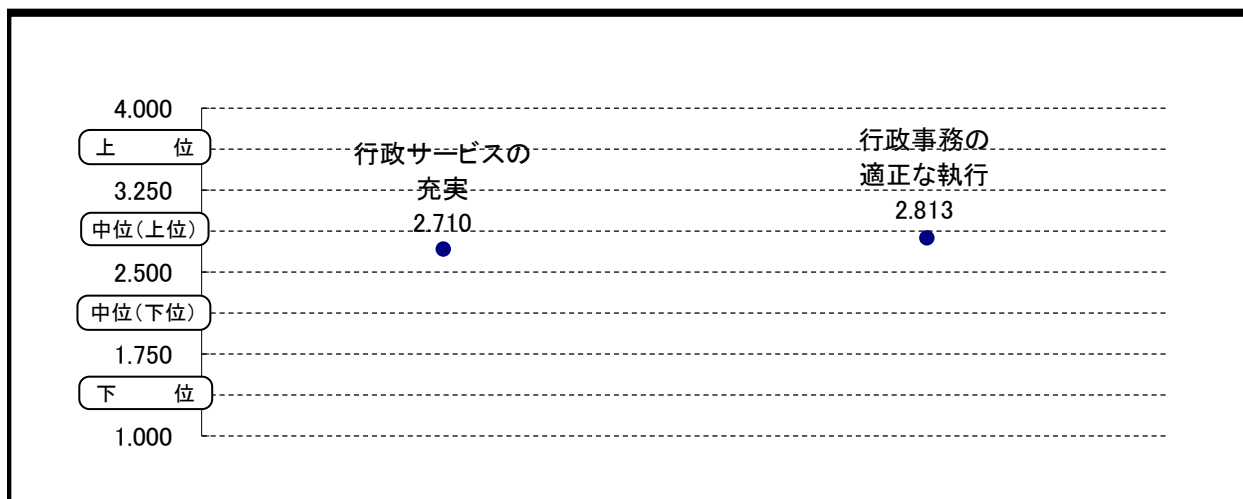 4.000
上　　位
3.250
中位(上位)
2.500
中位(下位)
1.750
下　　位
1.000
行政サービスの
充実
2.710
行政事務の
適正な執行
2.813